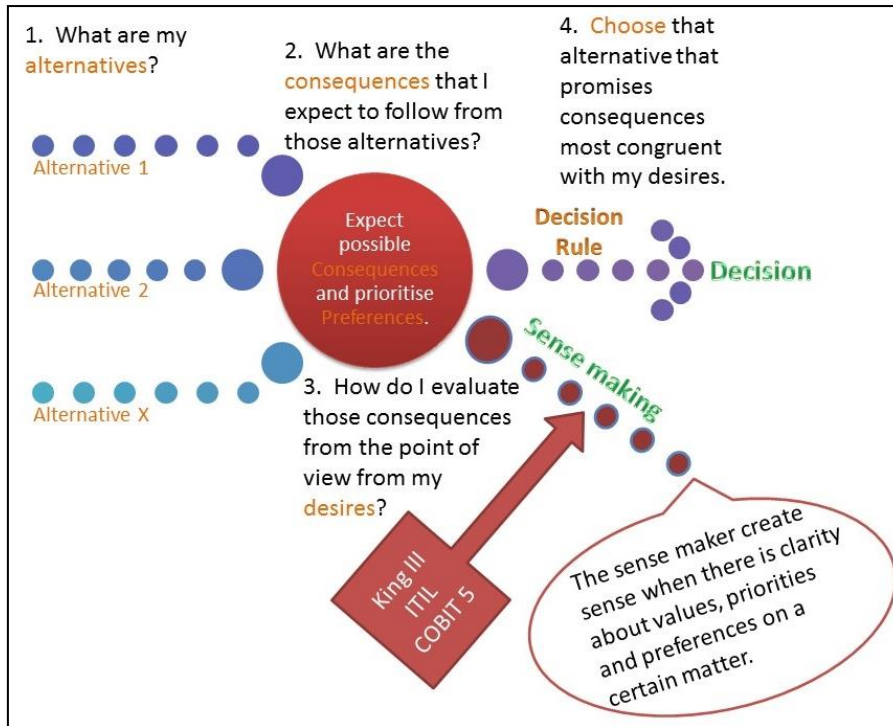 1. What are my
alternatives?
2. What are the
consequences that I
expect to follow from
those alternatives?
4. Choose that
alternative that
promises
consequences
most congruent
with my desires.
Alternative 1
Alternative 2
Alternative X
Expect
possible
Consequences
and prioritise
Preferences.
Decision
Rule
Decision
Sense making
3. How do I evaluate
those consequences
from the point of
view from my
desires?
King III
ITIL
COBIT 5
The sense maker create
sense when there is clarity
about values, priorities
and preferences on a
certain matter.